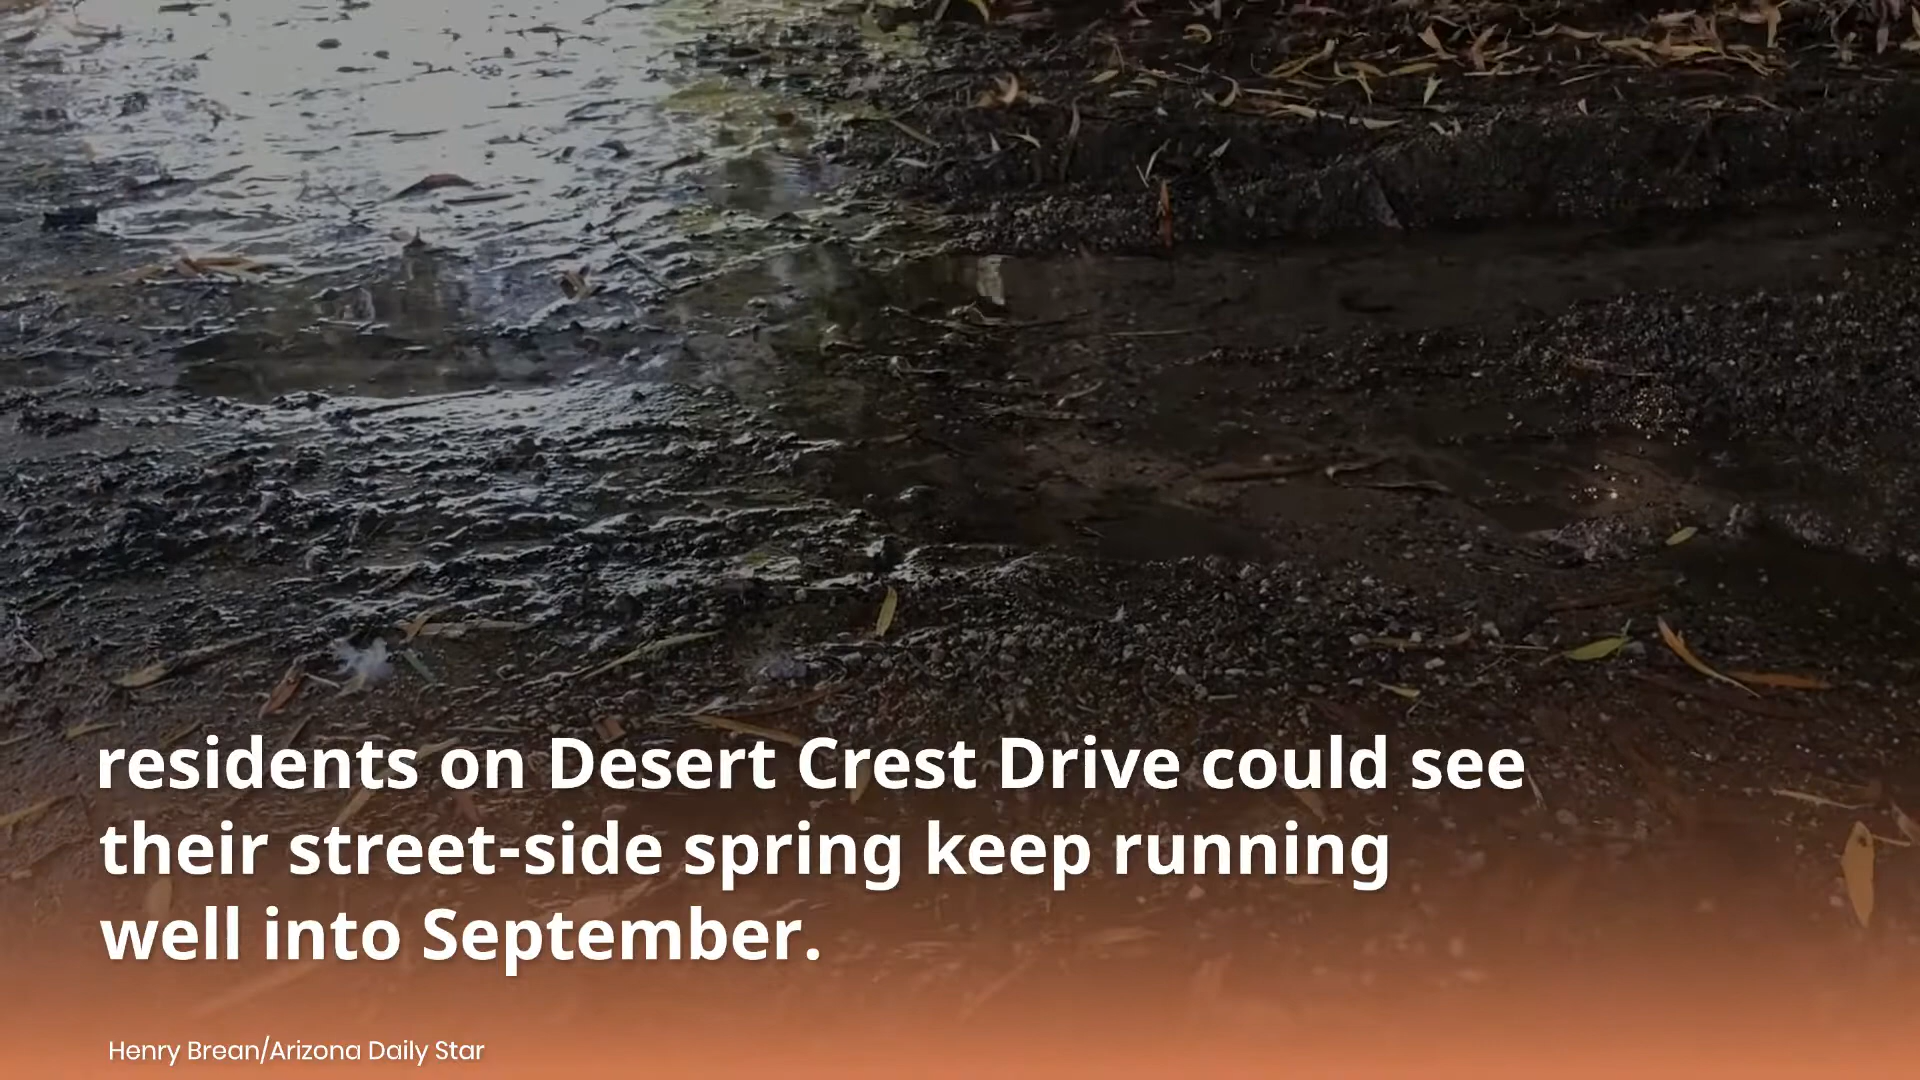 residents on Desert Crest Drive could see
their street-side spring keep running
well into September.
Henry Brean/Arizona Daily Star